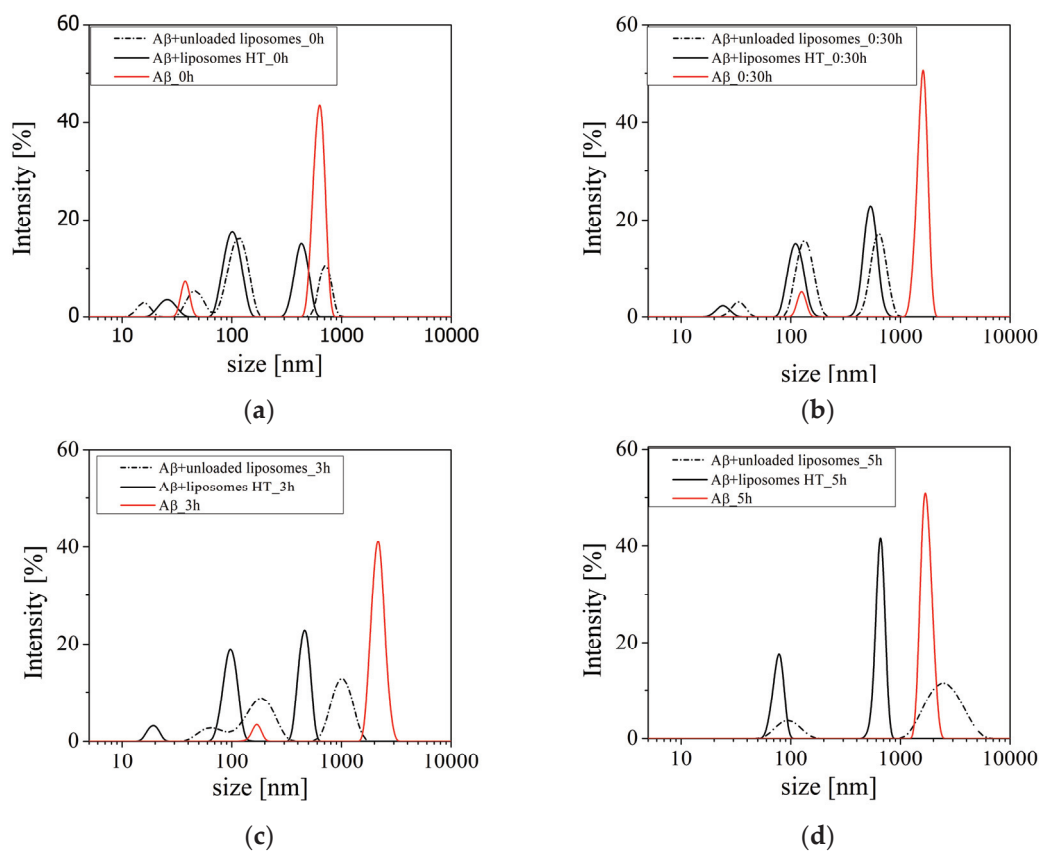 60
40
20
0
Intensity [%]
Aβ+unloaded liposomes_0h
Aβ+liposomes HT_0h
Aβ_0h
10 100 1000 10000
size [nm]
(a)
60
40
20
0
Intensity [%]
Aβ+unloaded liposomes_0:30h
Aβ+liposomes HT_0:30h
Aβ_0:30h
10 100 1000 10000
size [nm]
(b)
60
40
20
0
Intensity [%]
Aβ+unloaded liposomes_3h
Aβ+liposomes HT_3h
Aβ_3h
10 100 1000 10000
size [nm]
(c)
60
40
20
0
Intensity [%]
Aβ+unloaded liposomes_5h
Aβ+liposomes HT_5h
Aβ_5h
10 100 1000 10000
size [nm]
(d)